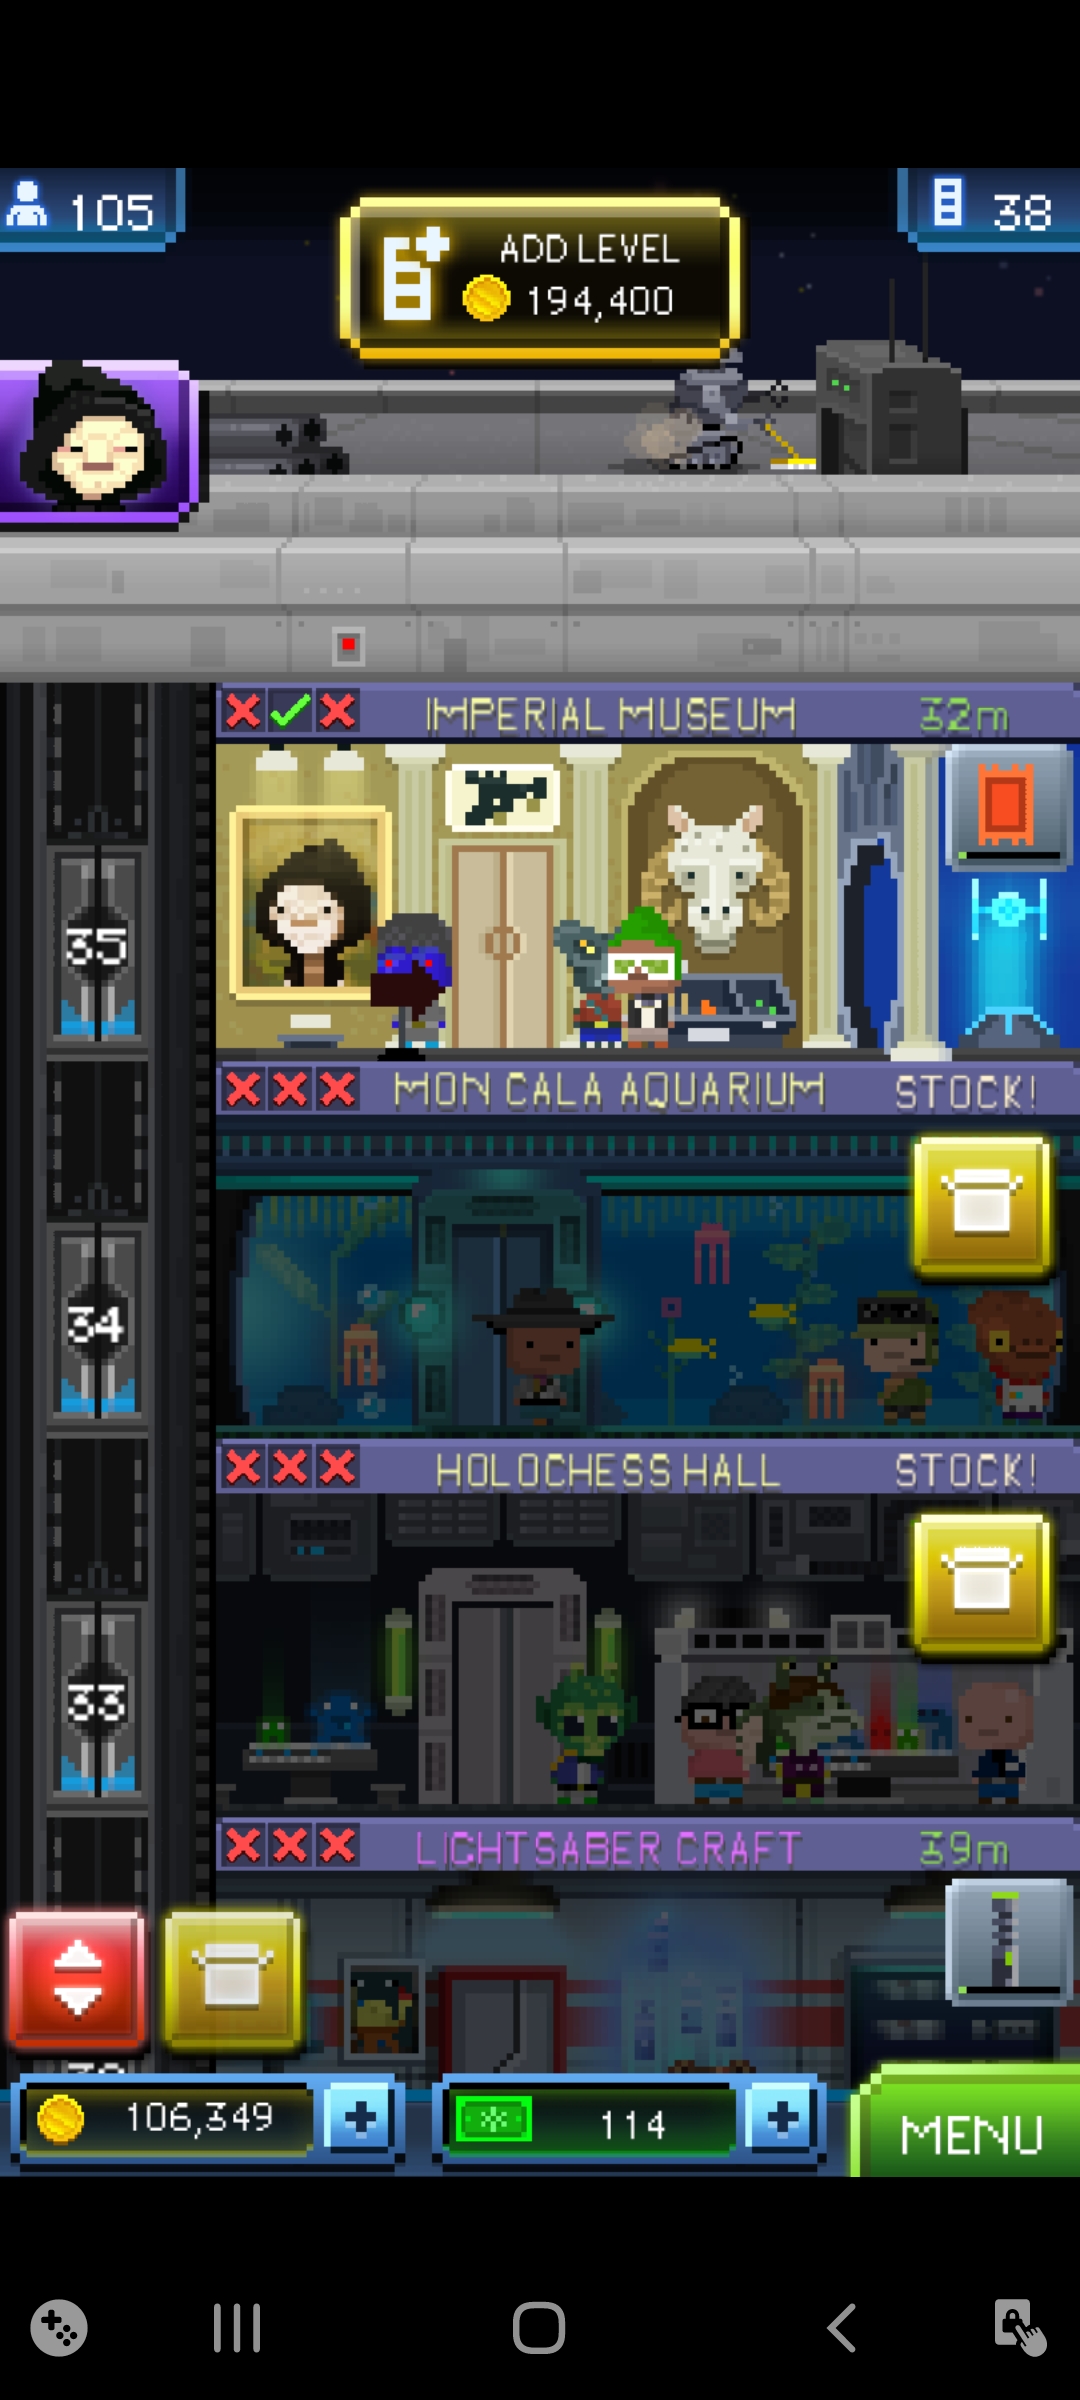 105
38
ADD LEVEL
194,400
IMPERIAL MUSEUM 32m
35
MON CALA AQUARIUM STOCK!
34
HOLOCHESS HALL STOCK!
33
LIGHTSABER CRAFT 39m
106,349
114
MENU